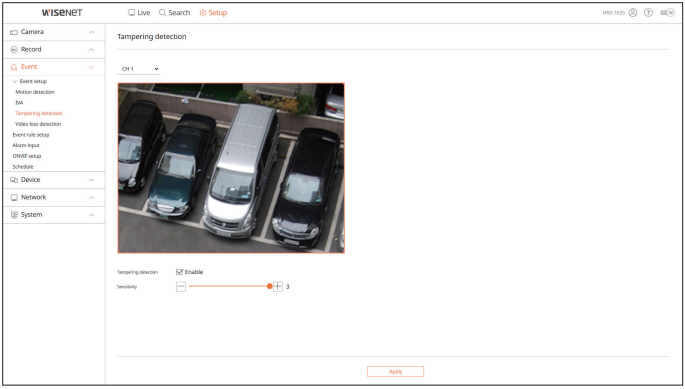 WISENET
Live Search Setup
HRX-1635 ?
Camera
Record
Event
Event setup
Motion detection
IVA
Tampering detection
Video loss detection
Event rule setup
Alarm input
ONVIF setup
Schedule
Device
Network
System
Tampering detection
CH 1
Tampering detection Enable
Sensitivity 3
Apply